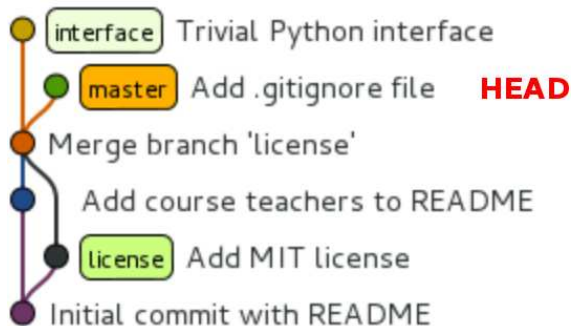 interface Trivial Python interface
master Add .gitignore file HEAD
Merge branch 'license'
Add course teachers to README
license Add MIT license
Initial commit with README